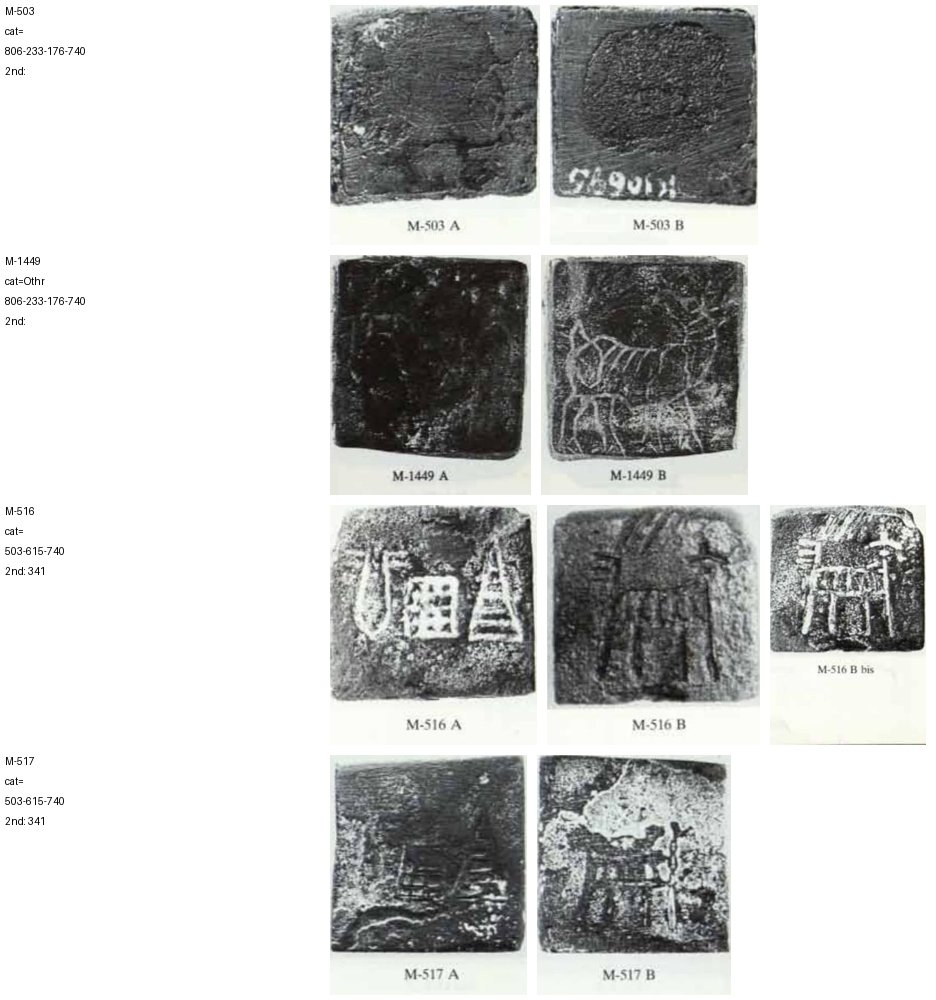 M-503
cat=
806-233-176-740
2nd:
M-503 A
M-503 B
M-1449
cat=Othr
806-233-176-740
2nd:
M-1449 A
M-1449 B
M-516
cat=
503-615-740
2nd: 341
M-516 A
M-516 B
M-516 B bis
M-517
cat=
503-615-740
2nd: 341
M-517 A
M-517 B